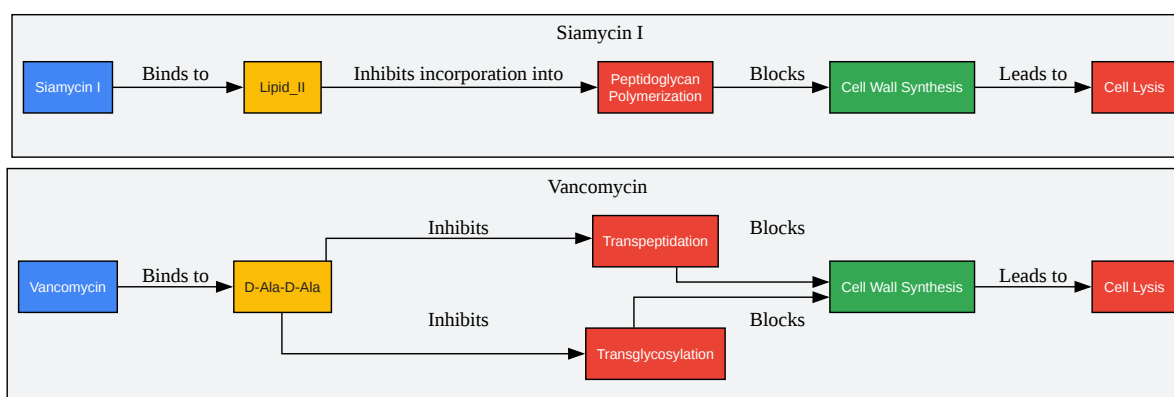 Siamycin I
Siamycin I
Binds to
Lipid_II
Inhibits incorporation into
Peptidoglycan
Polymerization
Blocks
Cell Wall Synthesis
Leads to
Cell Lysis
Vancomycin
Vancomycin
Binds to
D-Ala-D-Ala
Inhibits
Transpeptidation
Blocks
Inhibits
Transglycosylation
Blocks
Cell Wall Synthesis
Leads to
Cell Lysis